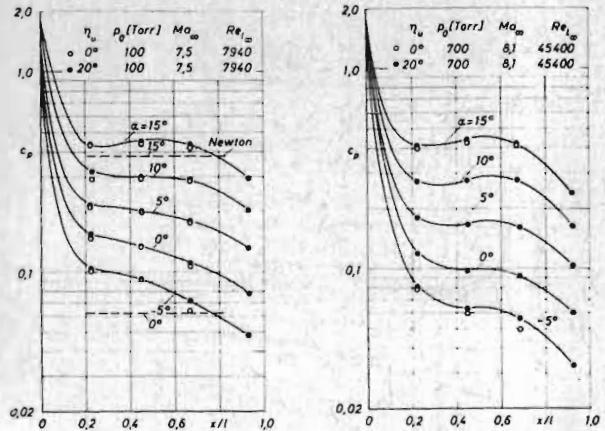 η_u p_0 [Torr] Ma_∞ Re_l∞
○ 0° 100 7,5 7940
● 20° 100 7,5 7940
2,0
1,0
c_p
0,1
0,02
α = 15°
15° Newton
10°
5°
0°
-5°
0°
0 0,2 0,4 0,6 0,8 x/l 1,0
η_u p_0 [Torr] Ma_∞ Re_l∞
○ 0° 700 8,1 45400
● 20° 700 8,1 45400
2,0
1,0
c_p
0,1
0,02
α = 15°
10°
5°
0°
-5°
0 0,2 0,4 0,6 0,8 x/l 1,0